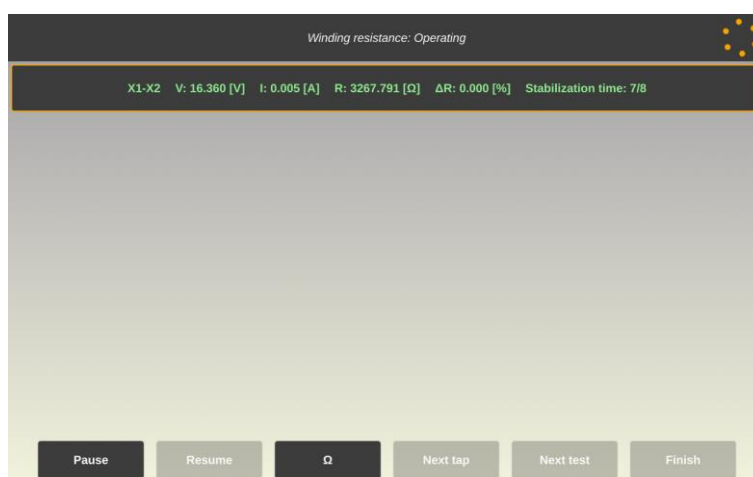 Winding resistance: Operating
X1-X2 V: 16.360 [V] I: 0.005 [A] R: 3267.791 [Ω] ΔR: 0.000 [%] Stabilization time: 7/8
Pause Resume Ω Next tap Next test Finish